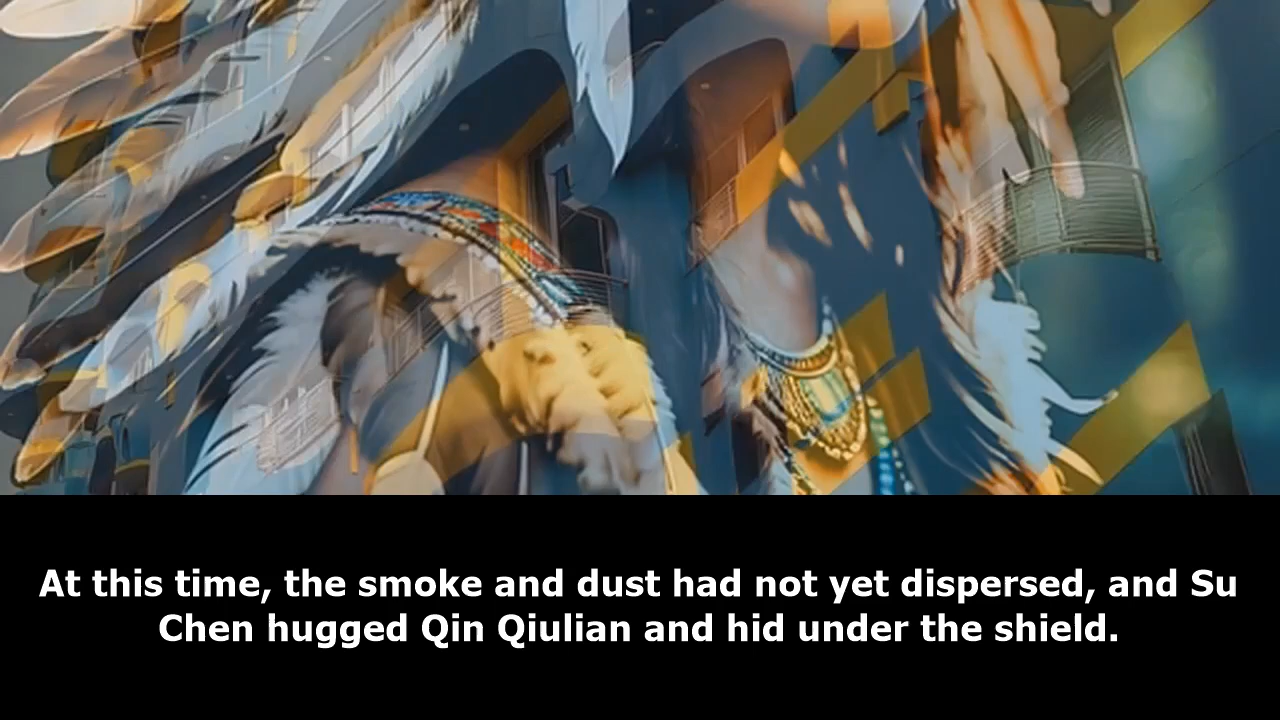 At this time, the smoke and dust had not yet dispersed, and Su
Chen hugged Qin Qiulian and hid under the shield.